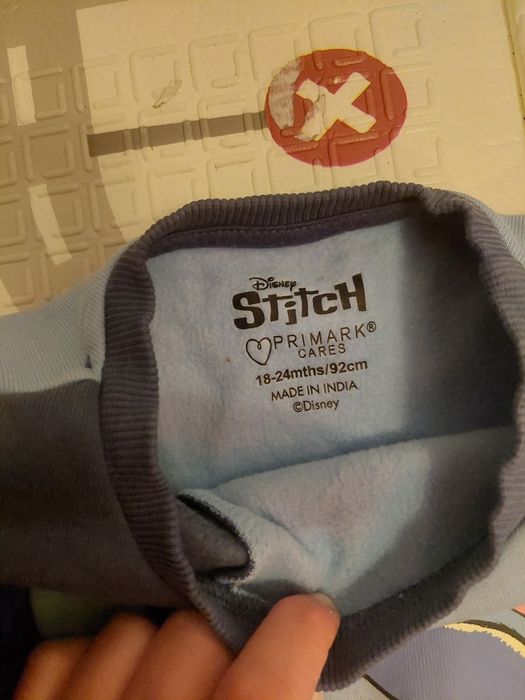 Disney
Stitch
PRIMARK®
CARES
18-24mths/92cm
MADE IN INDIA
©Disney